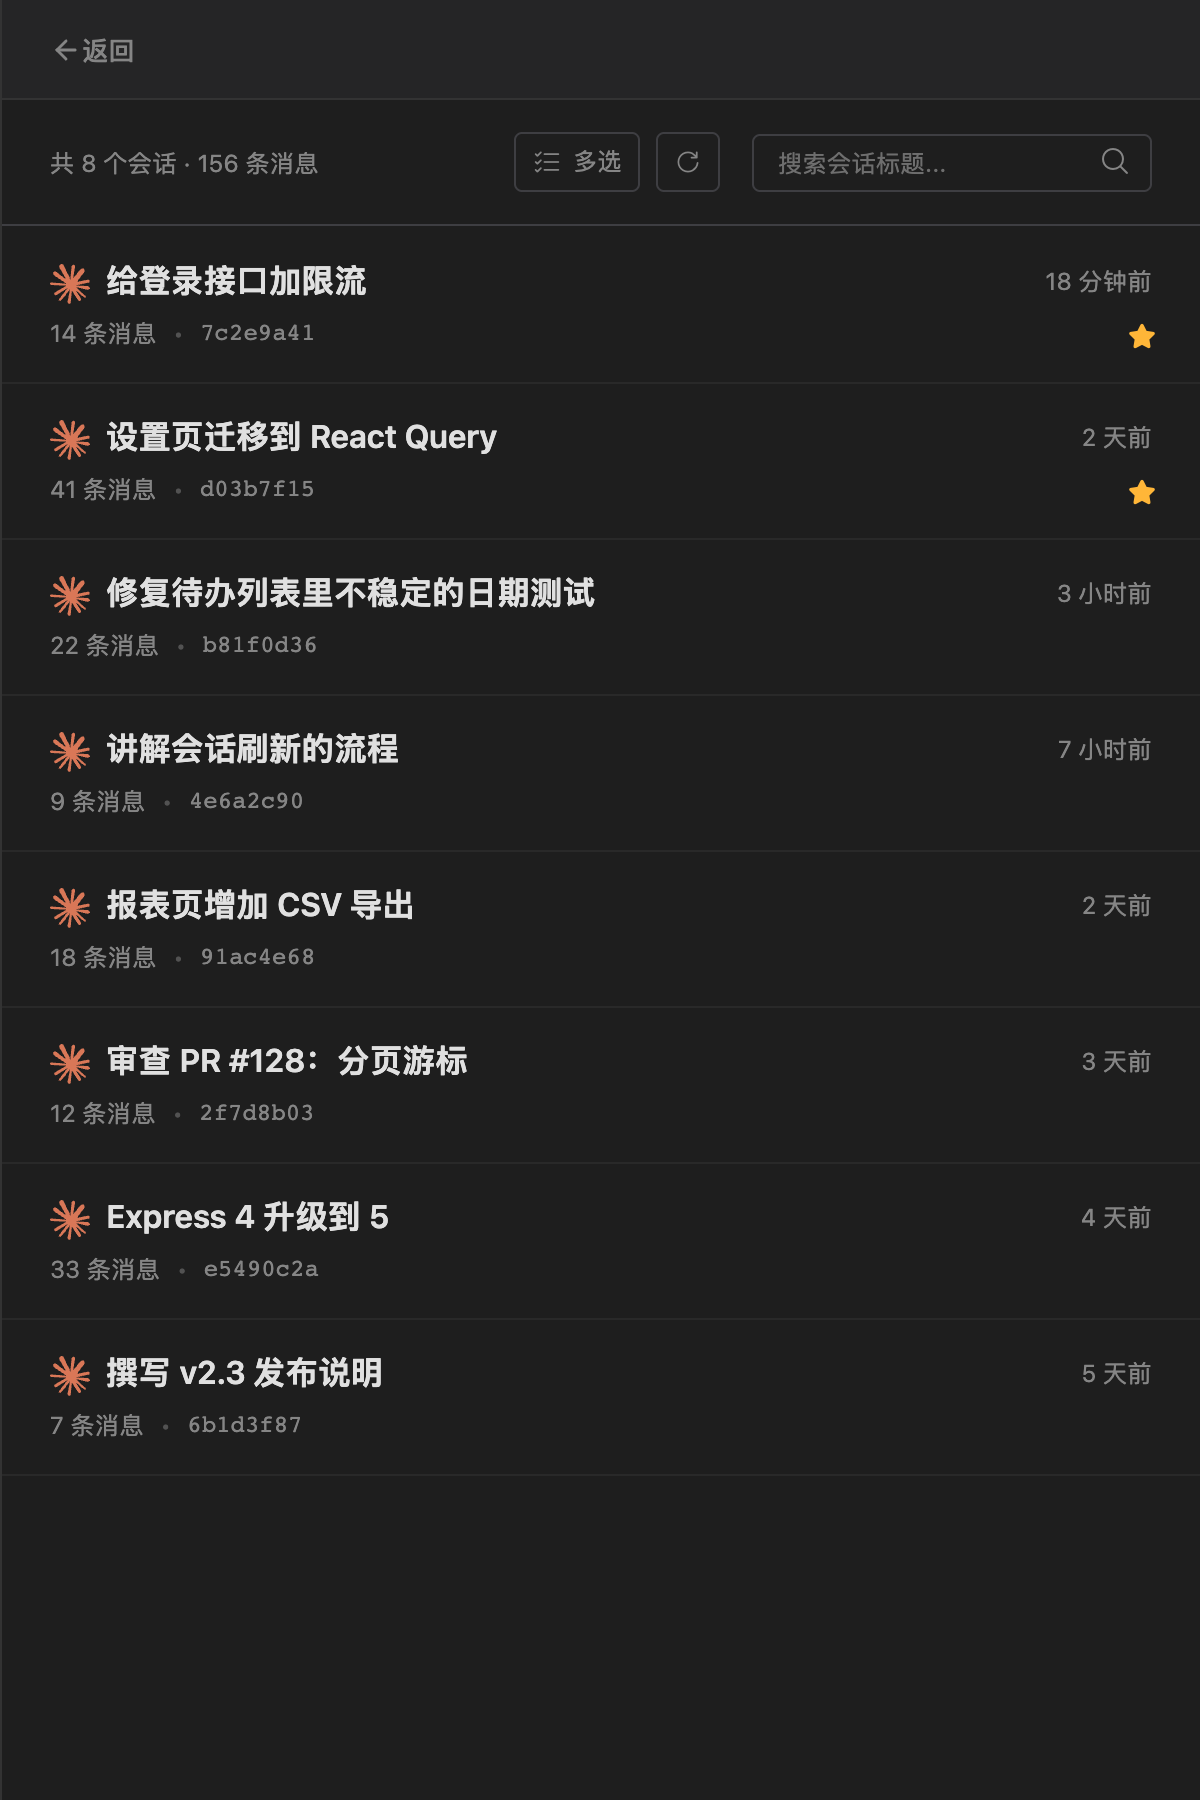 返回
共 8 个会话 · 156 条消息
多选
搜索会话标题...
给登录接口加限流
18 分钟前
14 条消息 • 7c2e9a41
设置页迁移到 React Query
2 天前
41 条消息 • d03b7f15
修复待办列表里不稳定的日期测试
3 小时前
22 条消息 • b81f0d36
讲解会话刷新的流程
7 小时前
9 条消息 • 4e6a2c90
报表页增加 CSV 导出
2 天前
18 条消息 • 91ac4e68
审查 PR #128：分页游标
3 天前
12 条消息 • 2f7d8b03
Express 4 升级到 5
4 天前
33 条消息 • e5490c2a
撰写 v2.3 发布说明
5 天前
7 条消息 • 6b1d3f87